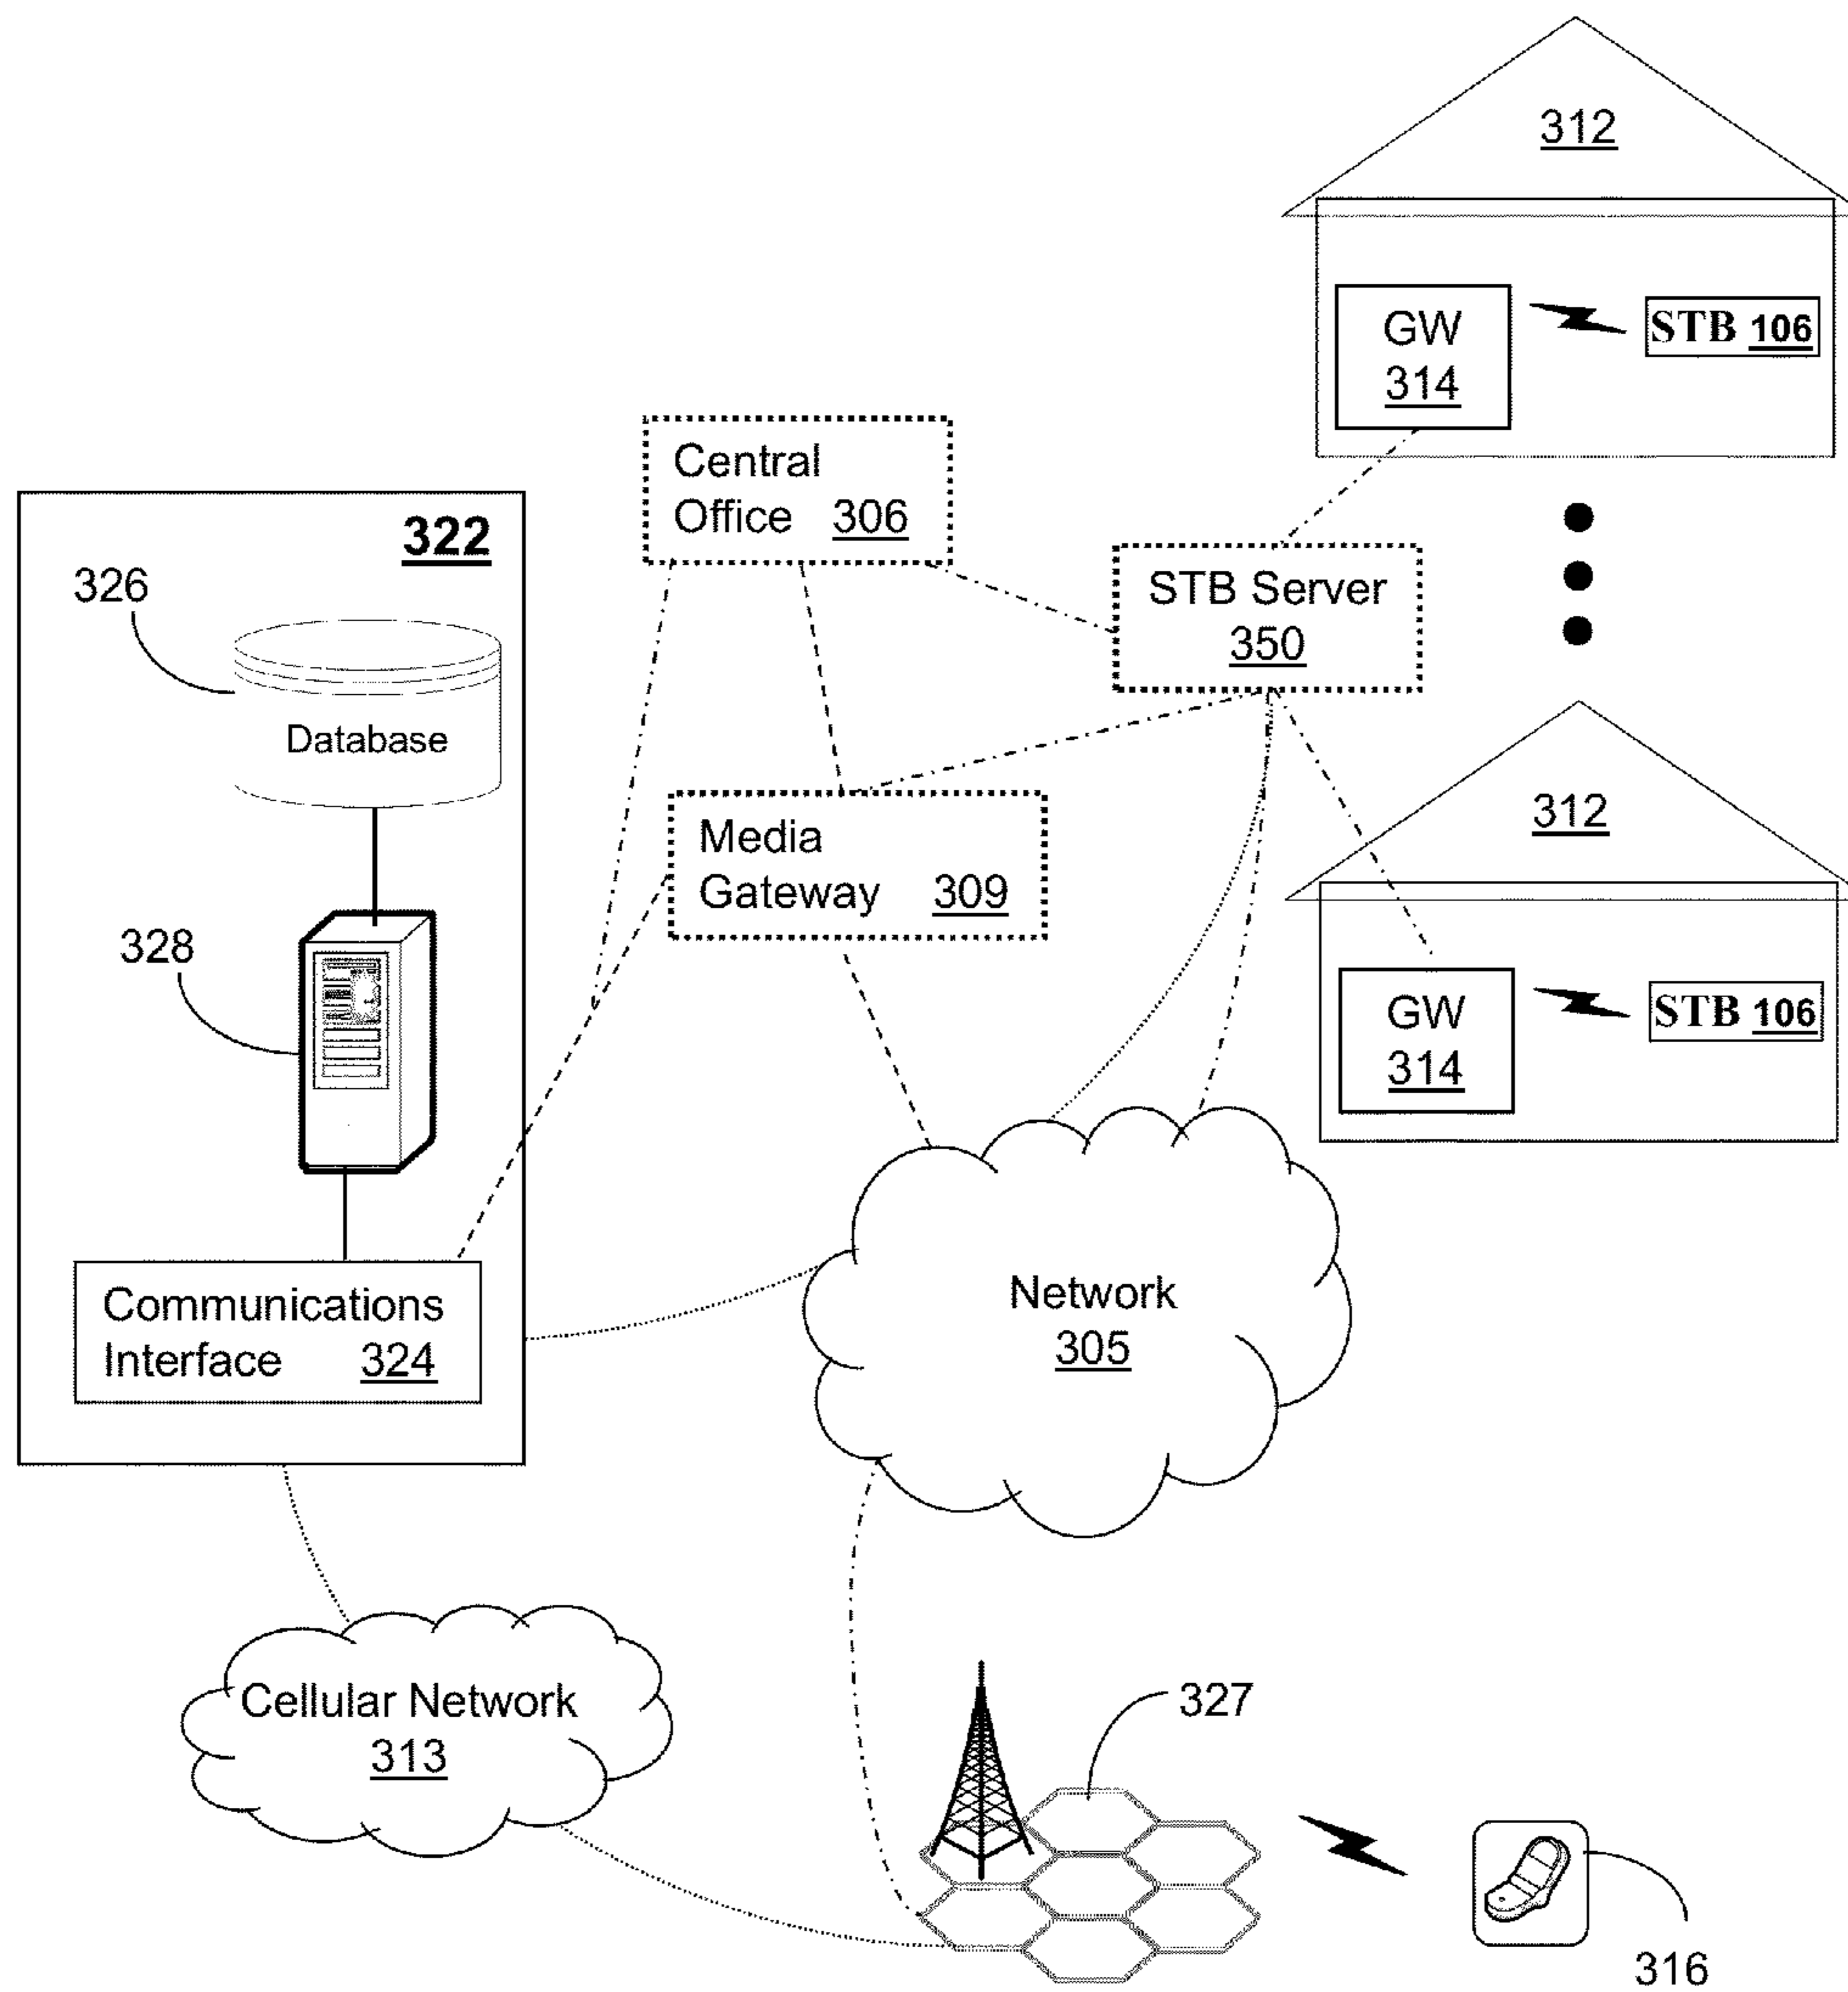 312
GW
314
STB 106
Central
Office 306
322
326
STB Server
350
Database
312
Media
Gateway 309
328
GW
314
STB 106
Communications
Interface 324
Network
305
Cellular Network
313
327
316